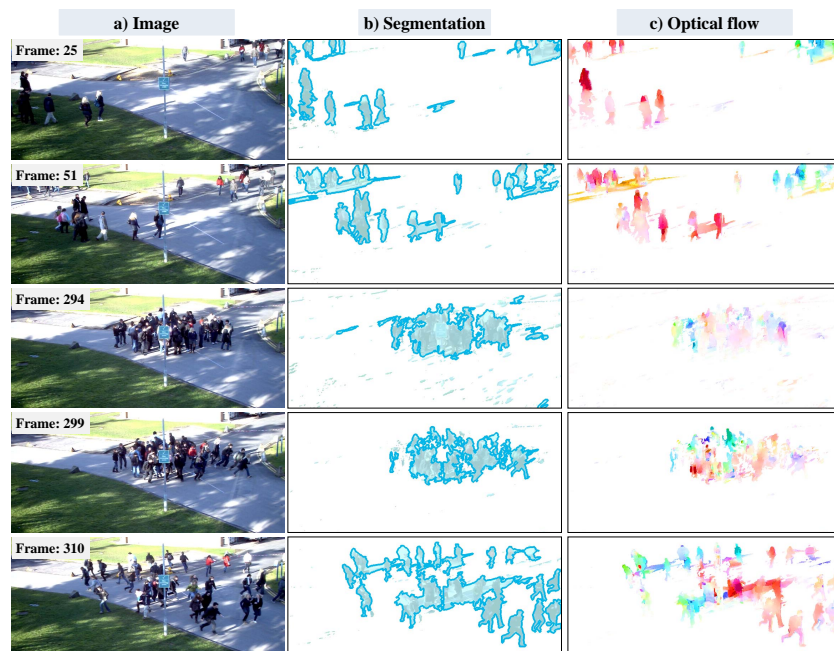 a) Image
b) Segmentation
c) Optical flow
Frame: 25
Frame: 51
Frame: 294
Frame: 299
Frame: 310